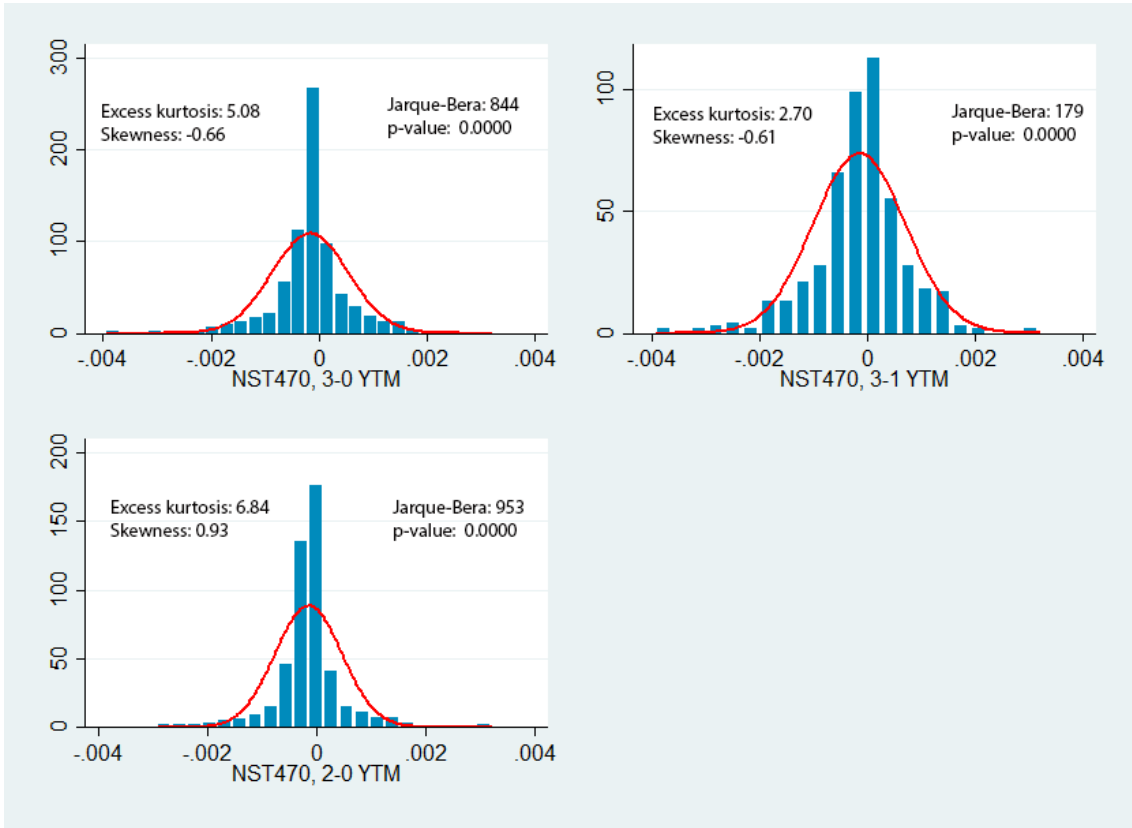 300
200
100
0
Excess kurtosis: 5.08
Skewness: -0.66
Jarque-Bera: 844
p-value: 0.0000
-.004 -.002 0 .002 .004
NST470, 3-0 YTM
100
50
0
Excess kurtosis: 2.70
Skewness: -0.61
Jarque-Bera: 179
p-value: 0.0000
-.004 -.002 0 .002 .004
NST470, 3-1 YTM
200
150
100
50
0
Excess kurtosis: 6.84
Skewness: 0.93
Jarque-Bera: 953
p-value: 0.0000
-.004 -.002 0 .002 .004
NST470, 2-0 YTM